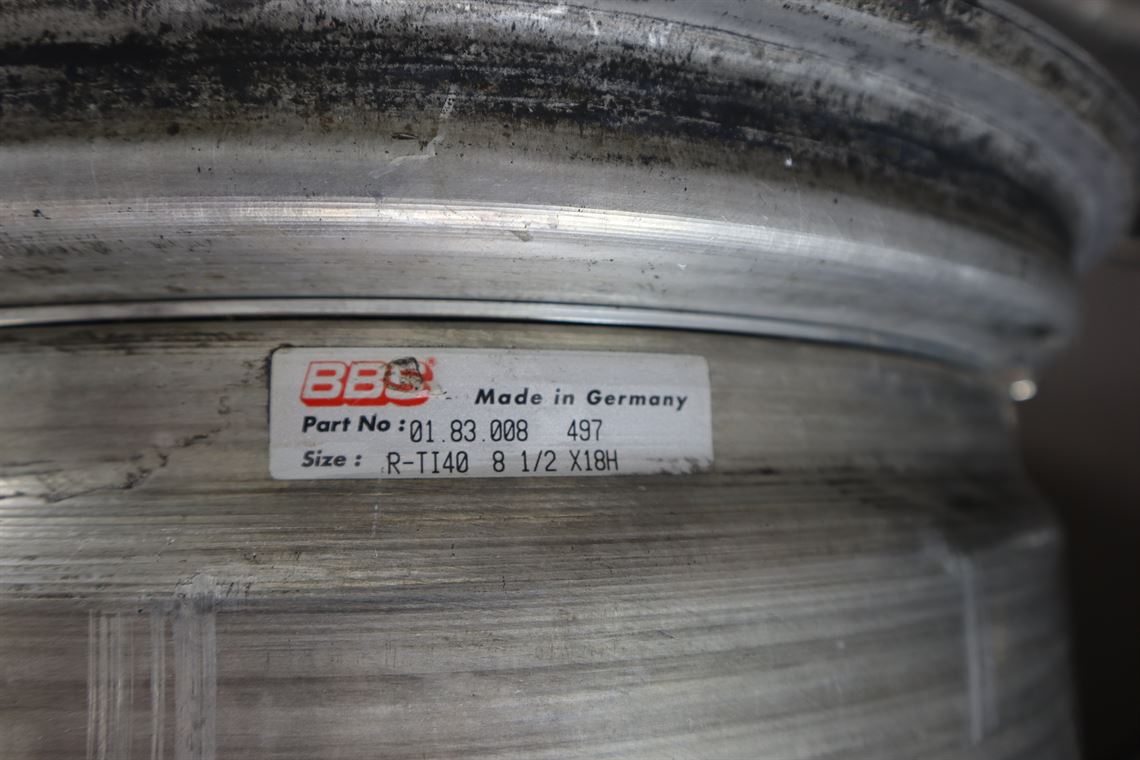 BBS® Made in Germany
Part No : 01.83.008 497
Size : R-TI40 8 1/2 X18H